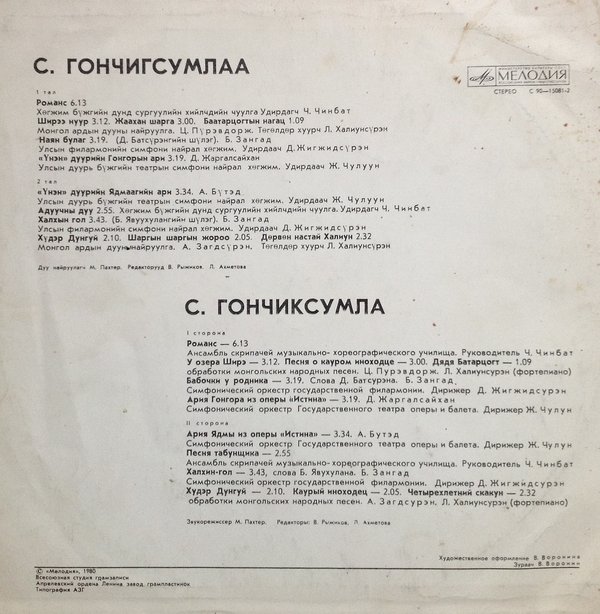 С. ГОНЧИГСУМЛАА
МЕЛОДИЯ
СТЕРЕО С 90—15081-2
1 тал
Романс 6.13
Хөгжим бүжгийн дунд сургуулийн хийлчдийн чуулга Удирдагч Ч. Чинбат
Ширээ нуур 3.12. Жаахан шарга 3.00. Баатарцогтын нагац 1.09
Монгол ардын дууны найруулга. Ц. Пүрэвдорж. Төгөлдөр хуурч Л. Халиунсүрэн
Наян булаг 3.19. (Д. Батсүрэнгийн шүлэг). Б. Зангад
Улсын филармонийн симфони найрал хөгжим. Удирдаач Д. Жигжидсүрэн
«Үнэн» дуурийн Гонгорын ари 3.19. Д. Жаргалсайхан
Улсын дуурь бүжгийн театрын симфони найрал хөгжим. Удирдаач Ж. Чулуун
2 тал
«Үнэн» дуурийн Ядмаагийн ари 3.34. А. Бүтэд
Улсын дуурь бүжгийн театрын симфони найрал хөгжим. Удирдаач Ж. Чулуун
Адуучны дуу 2.55. Хөгжим бүжгийн дунд сургуулийн хийлчдийн чуулга. Удирдагч Ч. Чинбат
Халхын гол 3.43. (Б. Явуухулангийн шүлэг). Б. Зангад
Улсын филармонийн симфони найрал хөгжим. Удирдаач Д. Жигжидсүрэн
Хүдэр Дунгуй 2.10. Шаргын шаргын жороо 2.05. Дөрвөн настай Халиун 2.32
Монгол ардын дууны найруулга. А. Загдсүрэн. Төгөлдөр хуурч Л. Халиунсүрэн
Дуу найруулагч М. Пахтер. Редакторууд В. Рыжиков, Л. Ахметова
С. ГОНЧИКСУМЛА
I сторона
Романс — 6.13
Ансамбль скрипачей музыкально- хореографического училища. Руководитель Ч. Чинбат
У озера Ширэ — 3.12. Песня о кауром иноходце — 3.00. Дядя Батарцогт — 1.09
обработки монгольских народных песен. Ц. Пурэвдорж. Л. Халиунсурэн (фортепиано)
Бабочки у родника — 3.19. Слова Д. Батсурэна. Б. Зангад
Симфонический оркестр государственной филармонии. Дирижер Д. Жигжидсурэн
Ария Гонгора из оперы «Истина» — 3.19. Д. Жаргалсайхан
Симфонический оркестр Государственного театра оперы и балета. Дирижер Ж. Чулун
II сторона
Ария Ядмы из оперы «Истина» — 3.34. А. Бутэд
Симфонический оркестр Государственного театра оперы и балета. Дирижер Ж. Чулун
Песня табунщика — 2.55
Ансамбль скрипачей музыкально-хореографического училища. Руководитель Ч. Чинбат
Халхин-гол — 3.43, слова Б. Явухулана. Б. Зангад
Симфонический оркестр государственной филармонии. Дирижер Д. Жигжидсурэн
Худэр Дунгуй — 2.10. Каурый иноходец — 2.05. Четырехлетний скакун — 2.32
обработки монгольских народных песен. А. Загдсурэн. Л. Халиунсурэн (фортепиано)
Звукорежиссер М. Пахтер. Редакторы: В. Рыжиков, Л. Ахметова
Художественное оформление В. Воронина
Зураач В. Воронин
© «Мелодия», 1980
Всесоюзная студия грамзаписи
Апрелевский ордена Ленина завод грампластинок
Типография АЗГ